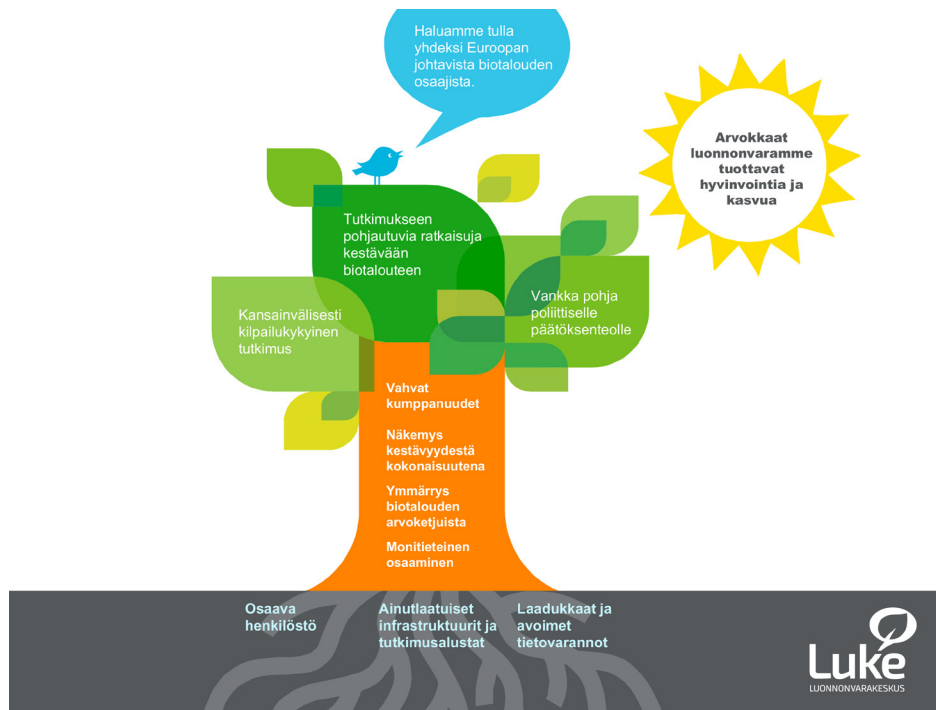 Haluamme tulla
yhdeksi Euroopan
johtavista biotalouden
osaajista.
Arvokkaat
luonnonvaramme
tuottavat
hyvinvointia ja
kasvua
Tutkimukseen
pohjautuvia ratkaisuja
kestävään
biotalouteen
Kansainvälisesti
kilpailukykyinen
tutkimus
Vankka pohja
poliittiselle
päätöksenteolle
Vahvat
kumppanuudet
Näkemys
kestävyydestä
kokonaisuutena
Ymmärrys
biotalouden
arvoketjuista
Monitieteinen
osaaminen
Osaava
henkilöstö
Ainutlaatuiset
infrastruktuurit ja
tutkimusalustat
Laadukkaat ja
avoimet
tietovarannot
Luke
LUONNONVARAKESKUS